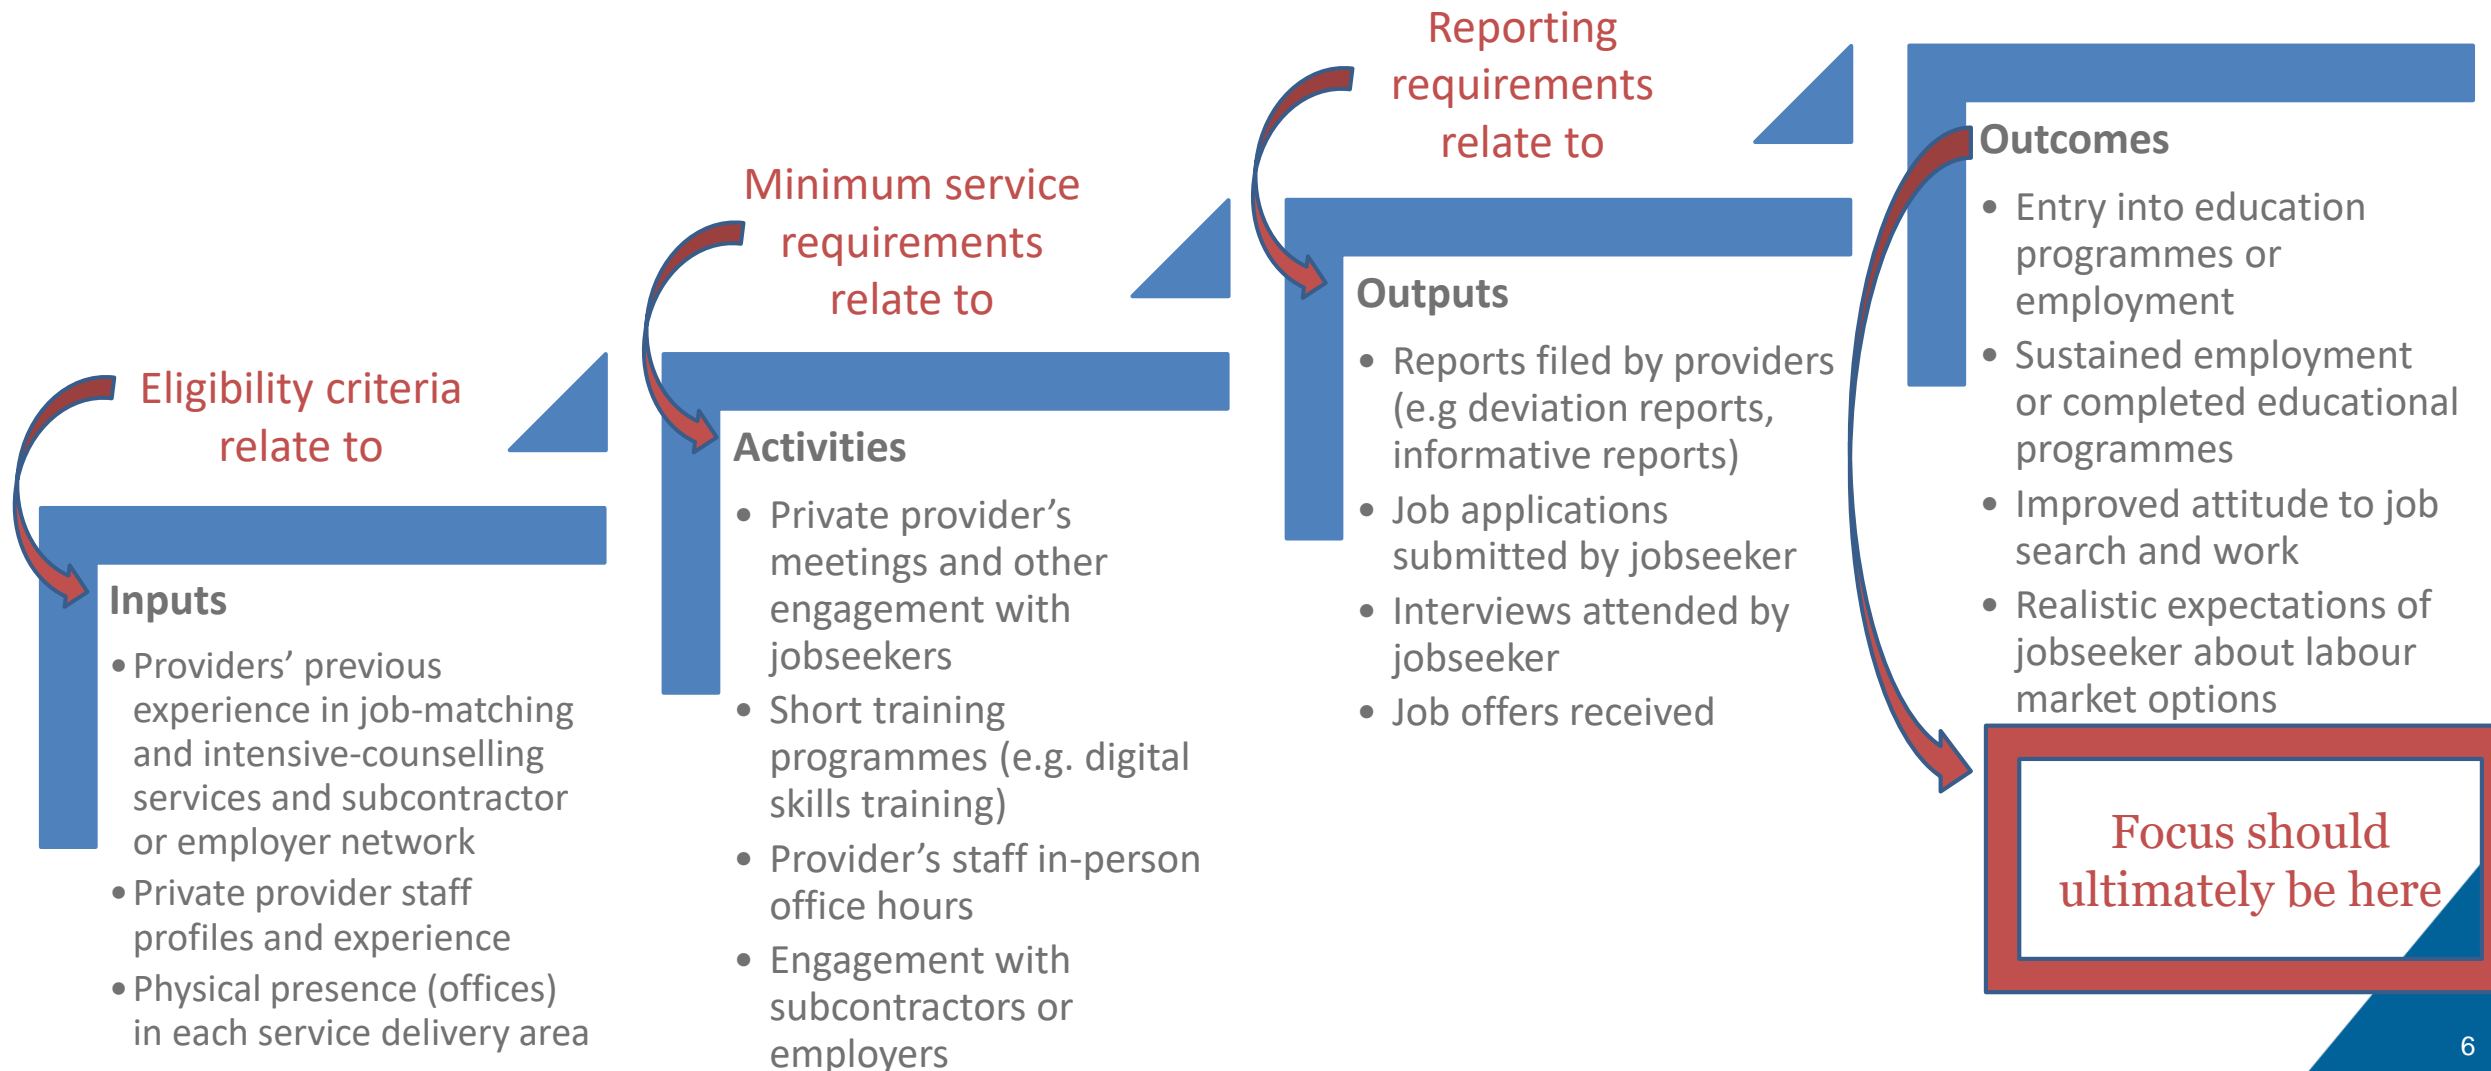 Eligibility criteria
relate to
Inputs
• Providers’ previous
experience in job-matching
and intensive-counselling
services and subcontractor
or employer network
• Private provider staff
profiles and experience
• Physical presence (offices)
in each service delivery area
Minimum service
requirements
relate to
Activities
• Private provider’s
meetings and other
engagement with
jobseekers
• Short training
programmes (e.g. digital
skills training)
• Provider’s staff in-person
office hours
• Engagement with
subcontractors or
employers
Reporting
requirements
relate to
Outputs
• Reports filed by providers
(e.g deviation reports,
informative reports)
• Job applications
submitted by jobseeker
• Interviews attended by
jobseeker
• Job offers received
Outcomes
• Entry into education
programmes or
employment
• Sustained employment
or completed educational
programmes
• Improved attitude to job
search and work
• Realistic expectations of
jobseeker about labour
market options
Focus should
ultimately be here
6